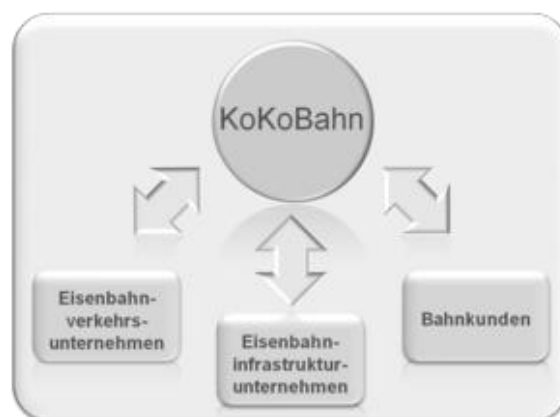 KoKoBahn
Eisenbahn-
verkehrs-
unternehmen
Eisenbahn-
infrastruktur-
unternehmen
Bahnkunden